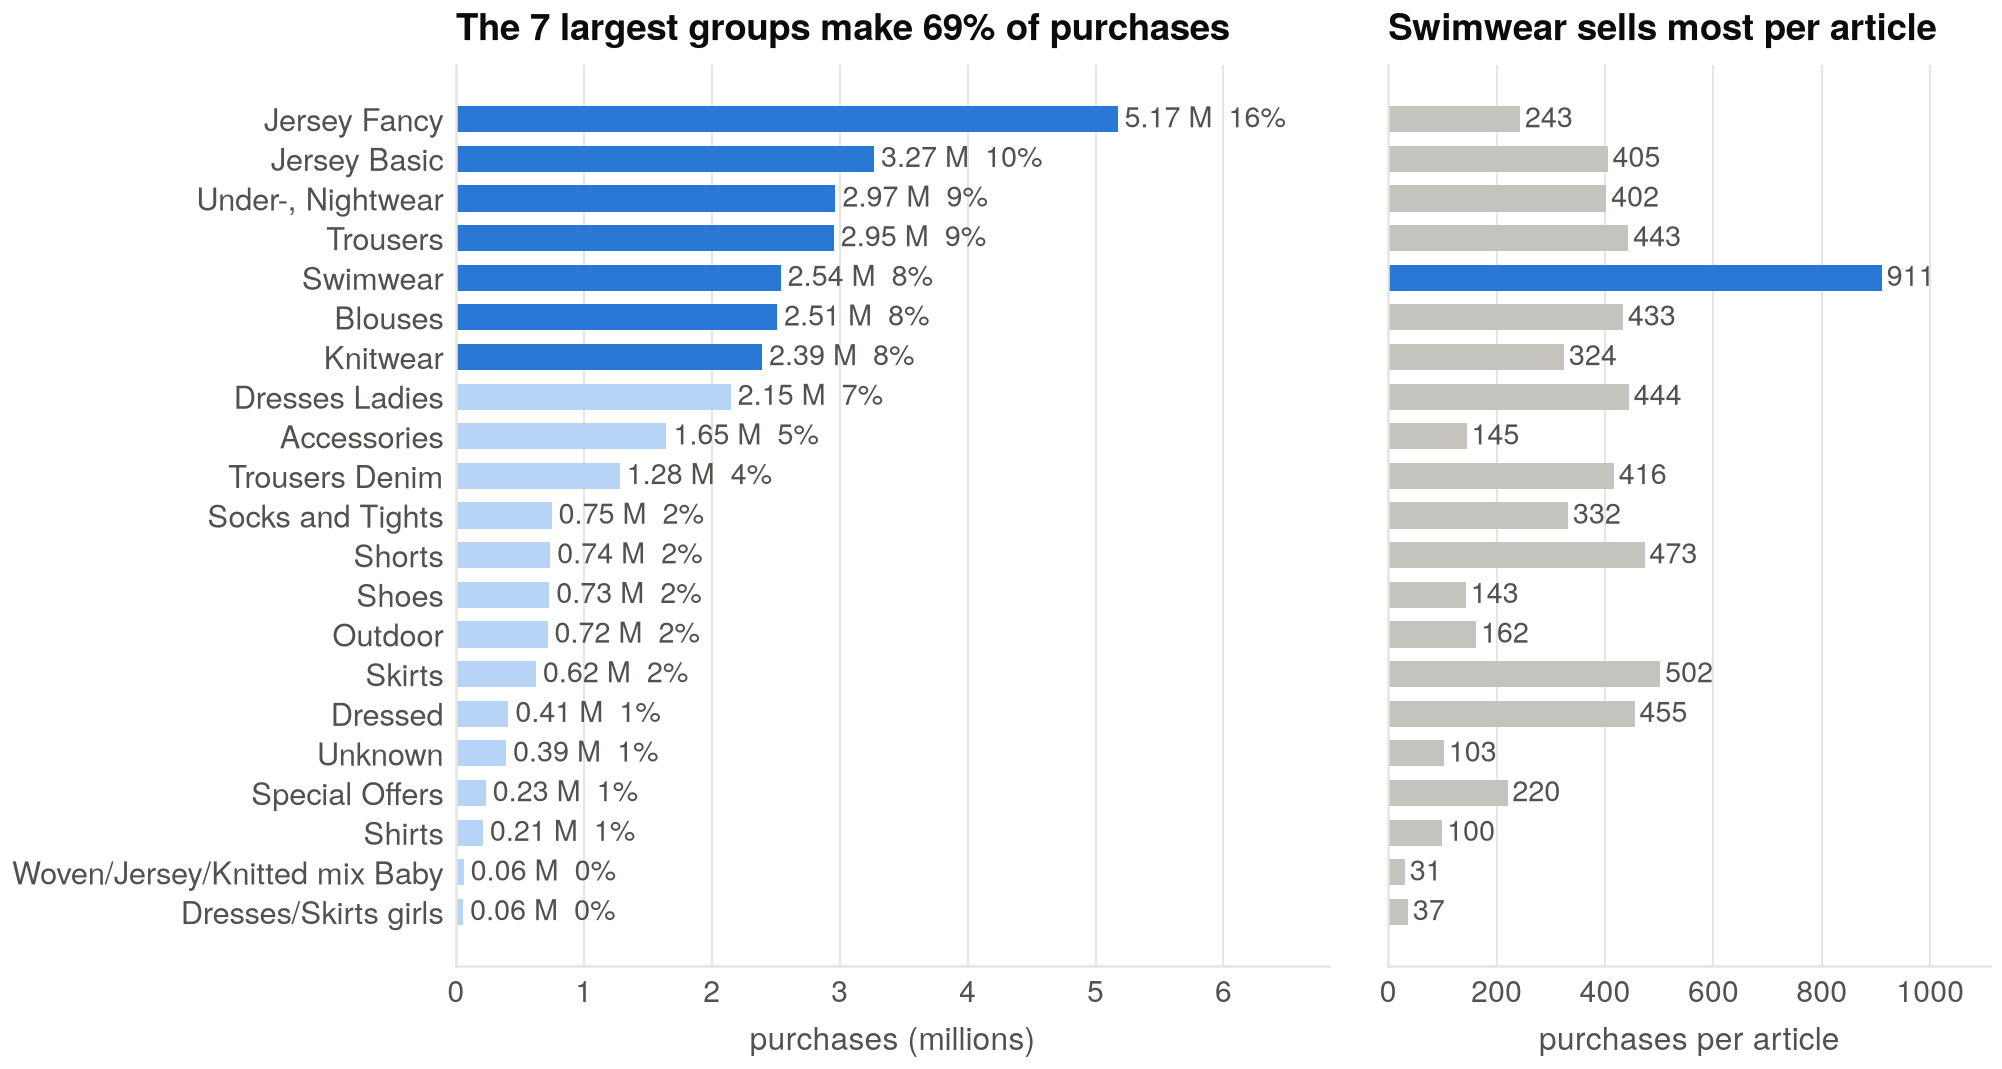 The 7 largest groups make 69% of purchases
Swimwear sells most per article
Jersey Fancy 5.17 M 16% 243
Jersey Basic 3.27 M 10% 405
Under-, Nightwear 2.97 M 9% 402
Trousers 2.95 M 9% 443
Swimwear 2.54 M 8% 911
Blouses 2.51 M 8% 433
Knitwear 2.39 M 8% 324
Dresses Ladies 2.15 M 7% 444
Accessories 1.65 M 5% 145
Trousers Denim 1.28 M 4% 416
Socks and Tights 0.75 M 2% 332
Shorts 0.74 M 2% 473
Shoes 0.73 M 2% 143
Outdoor 0.72 M 2% 162
Skirts 0.62 M 2% 502
Dressed 0.41 M 1% 455
Unknown 0.39 M 1% 103
Special Offers 0.23 M 1% 220
Shirts 0.21 M 1% 100
Woven/Jersey/Knitted mix Baby 0.06 M 0% 31
Dresses/Skirts girls 0.06 M 0% 37
0 1 2 3 4 5 6
0 200 400 600 800 1000
purchases (millions)
purchases per article